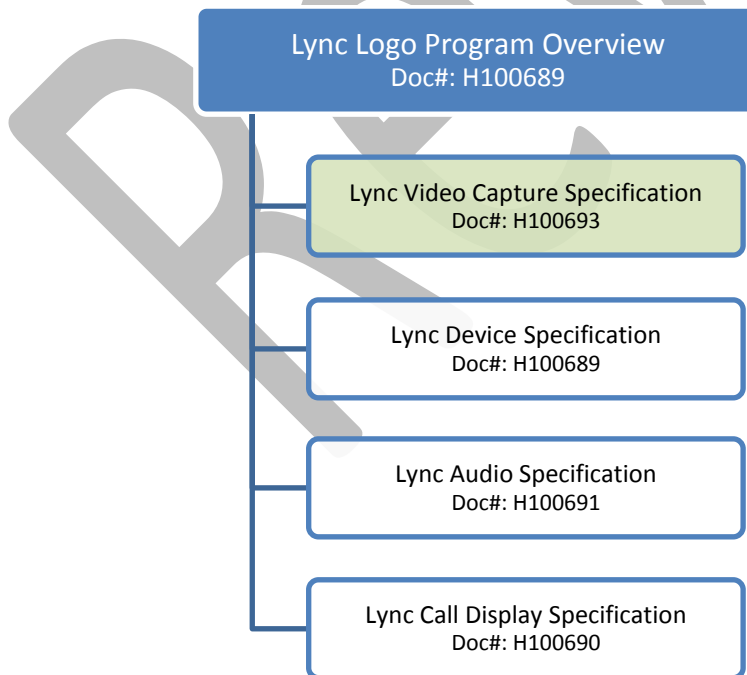 Lync Logo Program Overview
Doc#: H100689
Lync Video Capture Specification
Doc#: H100693
Lync Device Specification
Doc#: H100689
Lync Audio Specification
Doc#: H100691
Lync Call Display Specification
Doc#: H100690